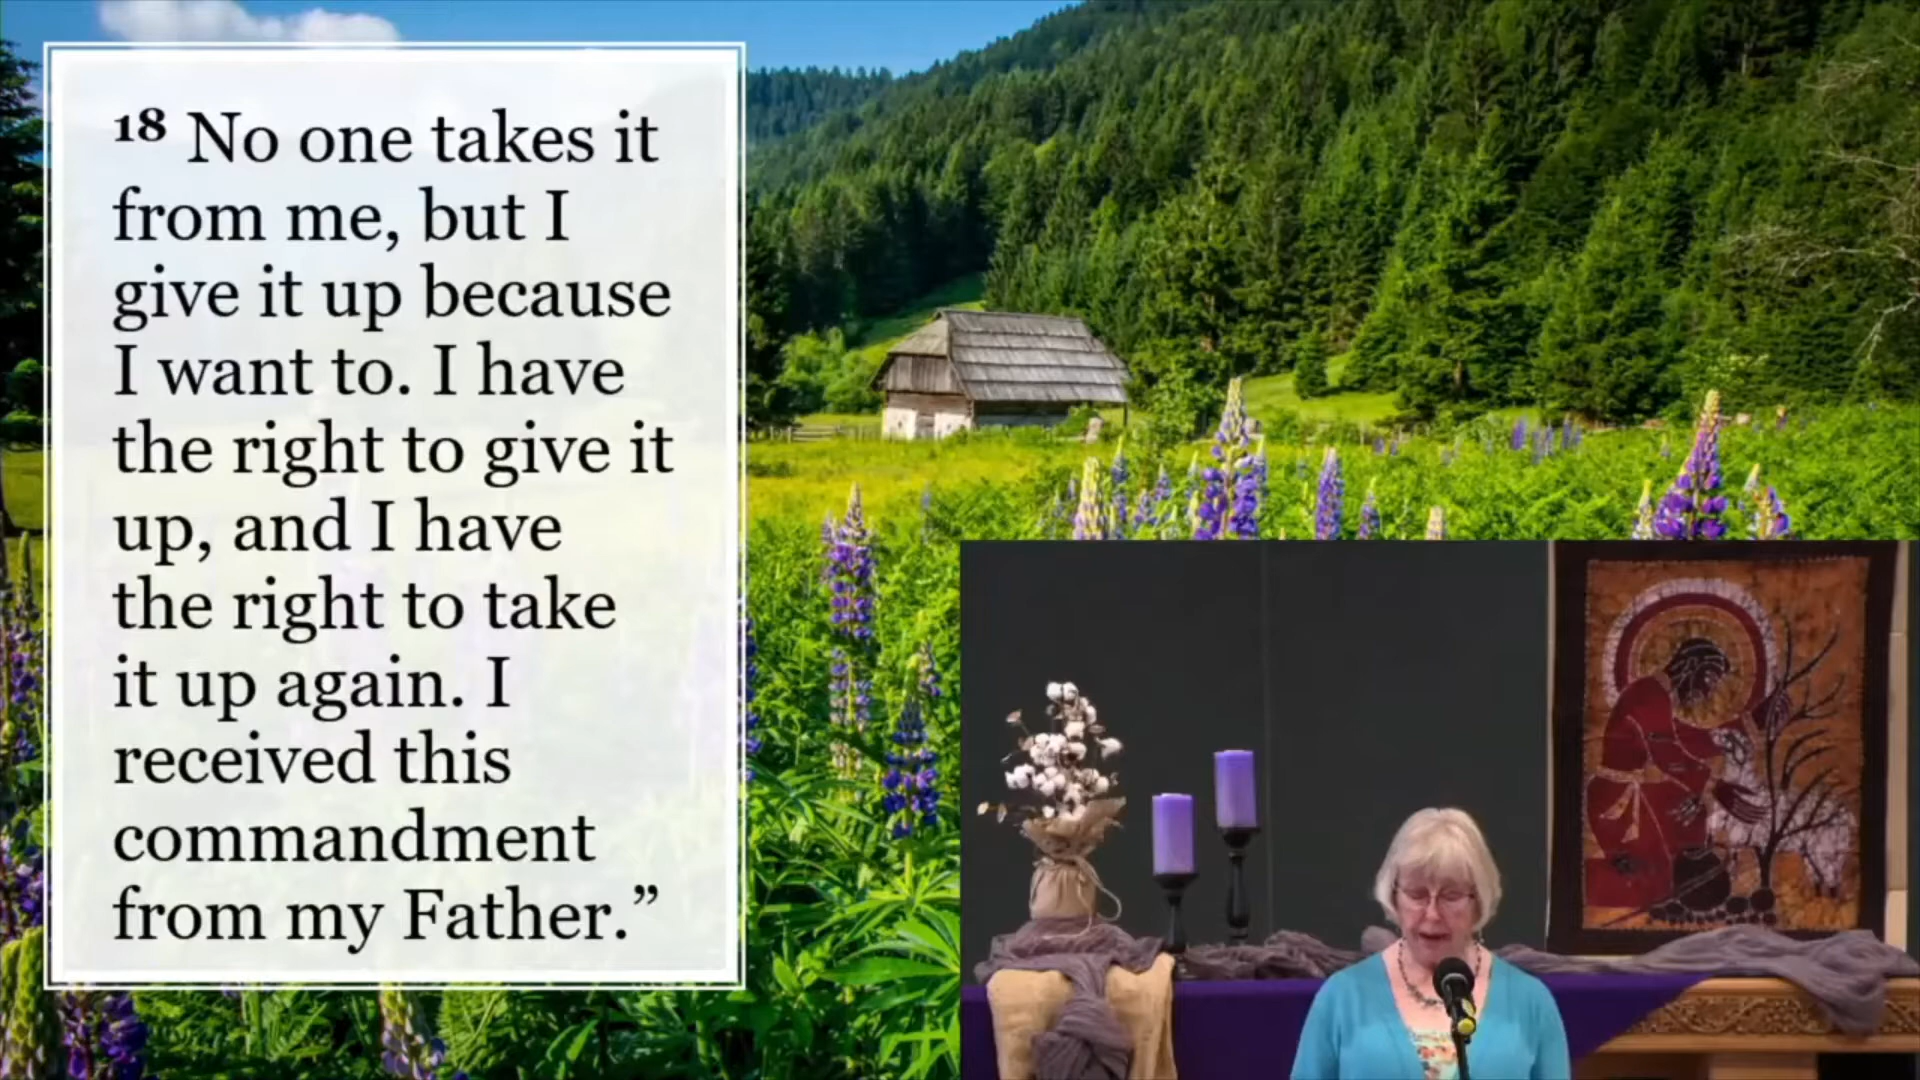 18 No one takes it
from me, but I
give it up because
I want to. I have
the right to give it
up, and I have
the right to take
it up again. I
received this
commandment
from my Father.”